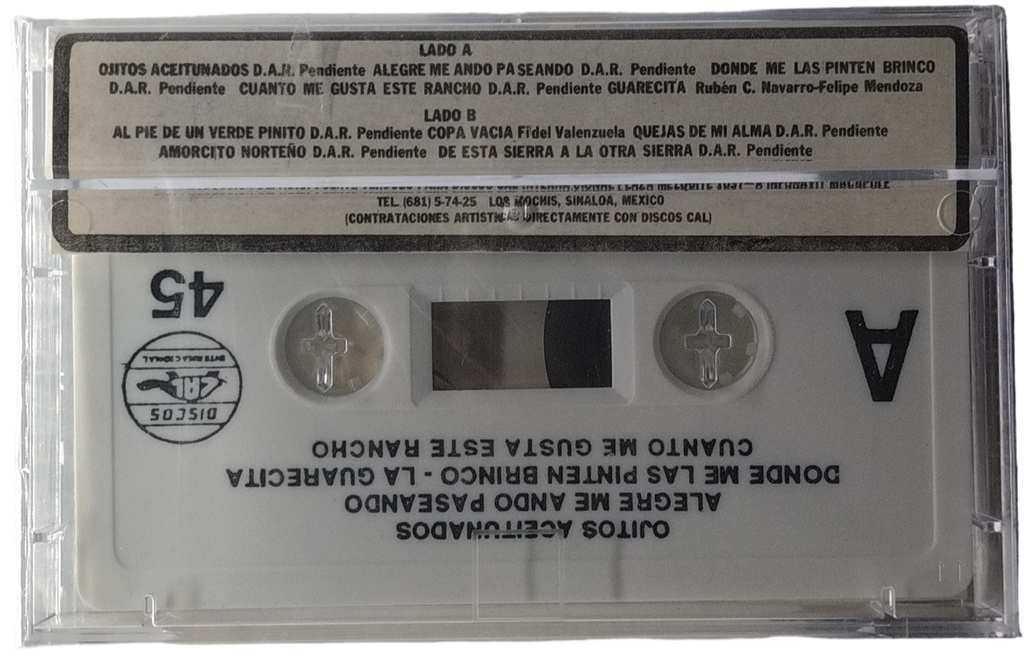 LADO A
OJITOS ACEITUNADOS D.A.R. Pendiente ALEGRE ME ANDO PASEANDO D.A.R. Pendiente DONDE ME LAS PINTEN BRINCO
D.A.R. Pendiente CUANTO ME GUSTA ESTE RANCHO D.A.R. Pendiente GUARECITA Rubén C. Navarro-Felipe Mendoza
LADO B
AL PIE DE UN VERDE PINITO D.A.R. Pendiente COPA VACIA Fidel Valenzuela QUEJAS DE MI ALMA D.A.R. Pendiente
AMORCITO NORTEÑO D.A.R. Pendiente DE ESTA SIERRA A LA OTRA SIERRA D.A.R. Pendiente
TEL. (681) 5-74-25 LOS MOCHIS, SINALOA, MEXICO
(CONTRATACIONES ARTISTICAS DIRECTAMENTE CON DISCOS CAL)
A
45
DISCOS
CAL
OJITOS ACEITUNADOS
ALEGRE ME ANDO PASEANDO
DONDE ME LAS PINTEN BRINCO - LA GUARECITA
CUANTO ME GUSTA ESTE RANCHO